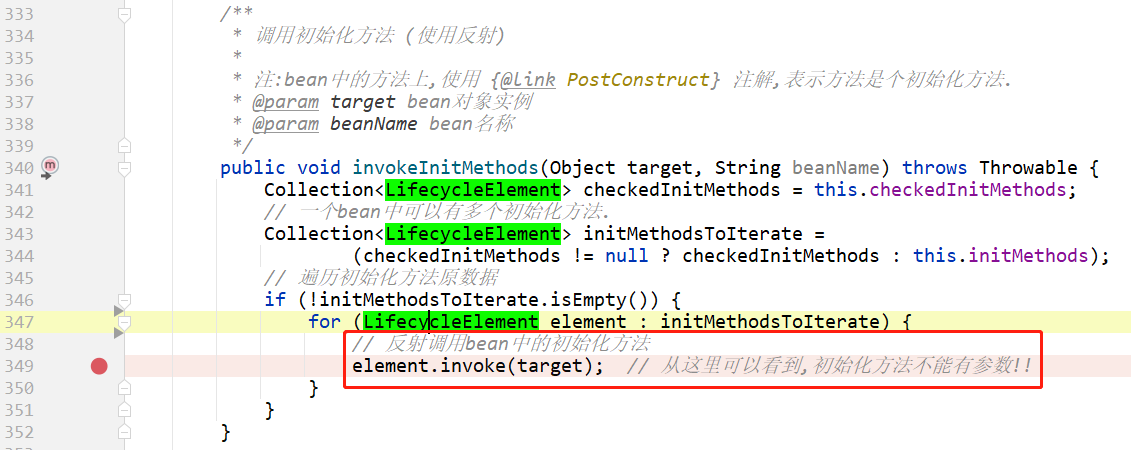 333 /**
334 * 调用初始化方法 (使用反射)
335 *
336 * 注:bean中的方法上,使用 {@link PostConstruct} 注解,表示方法是个初始化方法.
337 * @param target bean对象实例
338 * @param beanName bean名称
339 */
340 public void invokeInitMethods(Object target, String beanName) throws Throwable {
341 Collection<LifecycleElement> checkedInitMethods = this.checkedInitMethods;
342 // 一个bean中可以有多个初始化方法.
343 Collection<LifecycleElement> initMethodsToIterate =
344 (checkedInitMethods != null ? checkedInitMethods : this.initMethods);
345 // 遍历初始化方法原数据
346 if (!initMethodsToIterate.isEmpty()) {
347 for (LifecycleElement element : initMethodsToIterate) {
348 // 反射调用bean中的初始化方法
349 element.invoke(target); // 从这里可以看到,初始化方法不能有参数!!
350 }
351 }
352 }